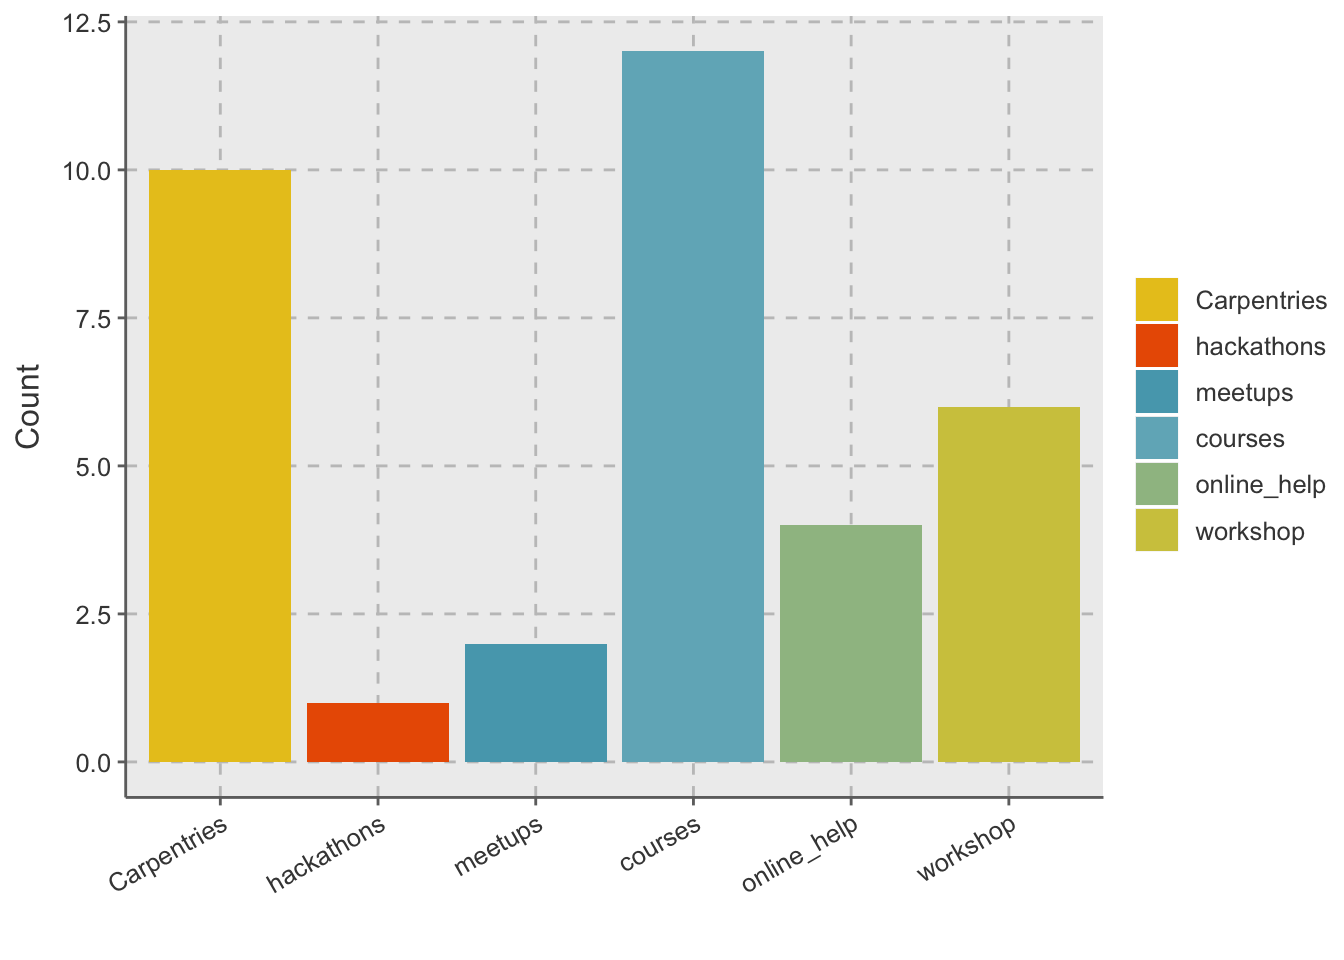 12.5
10.0
7.5
5.0
2.5
0.0
Count
Carpentries
hackathons
meetups
courses
online_help
workshop
Carpentries
hackathons
meetups
courses
online_help
workshop